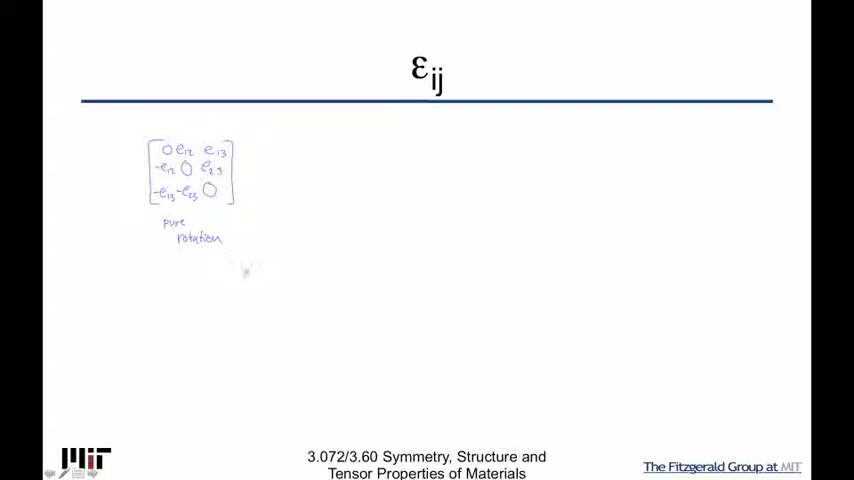 ε_ij
0 e12 e13
-e12 0 e23
-e13 -e23 0
pure
rotation
MIT
3.072/3.60 Symmetry, Structure and
Tensor Properties of Materials
The Fitzgerald Group at MIT